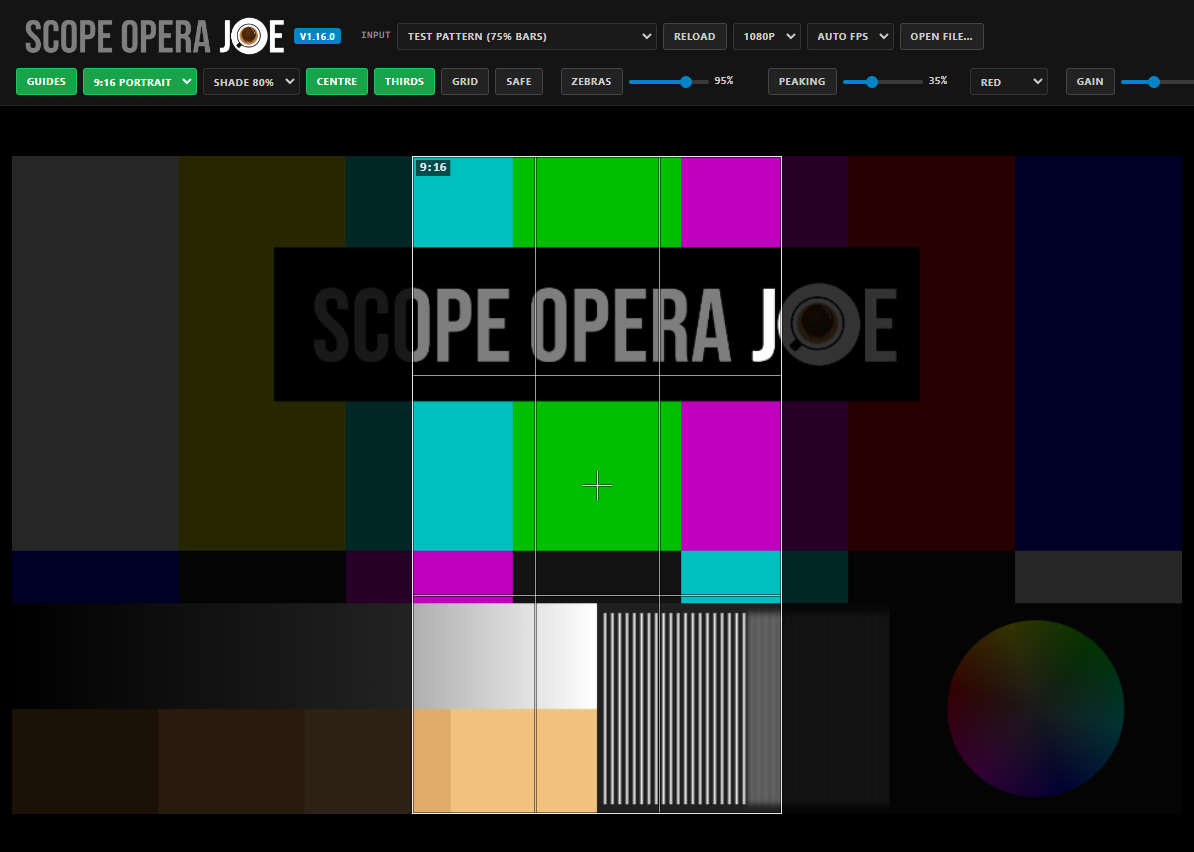 SCOPE OPERA JOE V1.16.0 INPUT TEST PATTERN (75% BARS) RELOAD 1080P AUTO FPS OPEN FILE...
GUIDES 9:16 PORTRAIT SHADE 80% CENTRE THIRDS GRID SAFE ZEBRAS 95% PEAKING 35% RED GAIN
9:16
SCOPE OPERA JOE